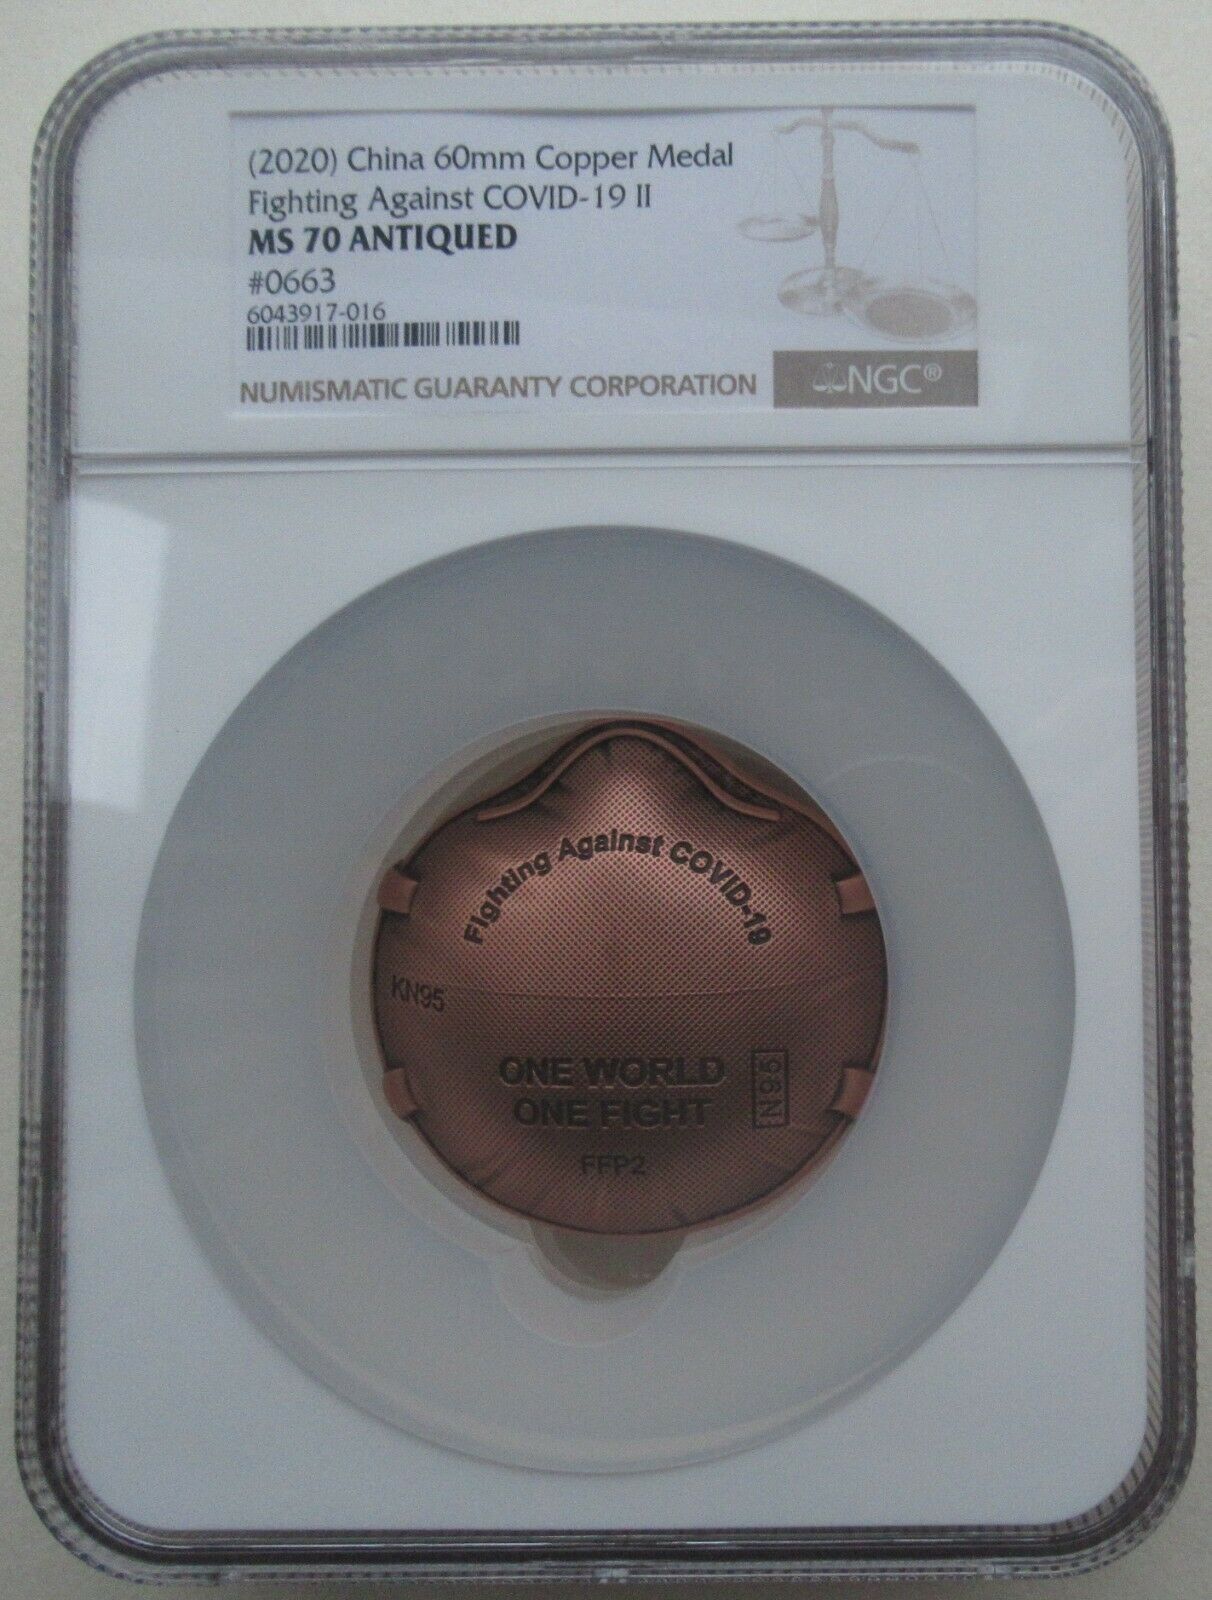 (2020) China 60mm Copper Medal
Fighting Against COVID-19 II
MS 70 ANTIQUED
#0663
6043917-016
NUMISMATIC GUARANTY CORPORATION
NGC®
Fighting Against COVID-19
KN95
ONE WORLD
ONE FIGHT
N95
FFP2